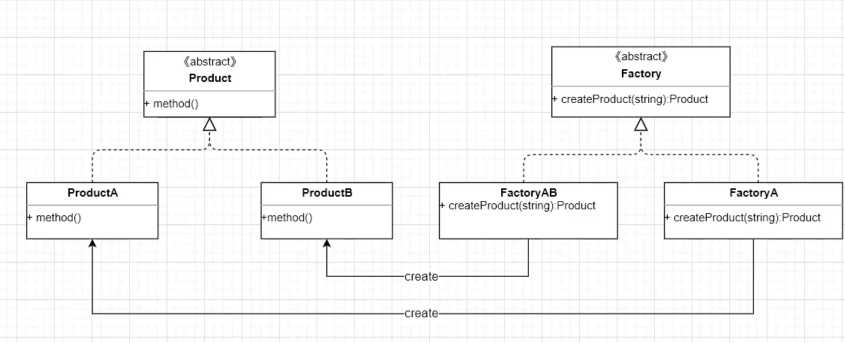 《abstract》
Product
+ method()
《abstract》
Factory
+ createProduct(string):Product
ProductA
+ method()
ProductB
+method()
FactoryAB
+ createProduct(string):Product
FactoryA
+ createProduct(string):Product
create
create